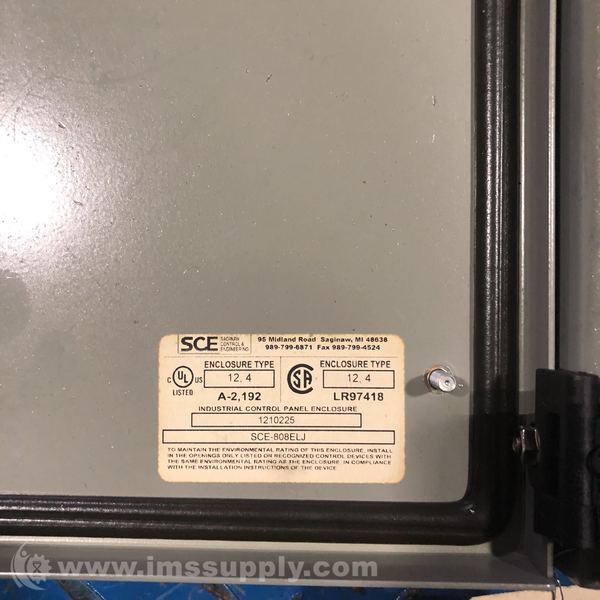 SCE SAGINAW CONTROL & ENGINEERING
95 Midland Road Saginaw, MI 48638
989-799-6871 Fax 989-799-4524
ENCLOSURE TYPE
12, 4
C UL US
LISTED
A-2,192
ENCLOSURE TYPE
12, 4
SA
LR97418
INDUSTRIAL CONTROL PANEL ENCLOSURE
1210225
SCE-808ELJ
TO MAINTAIN THE ENVIRONMENTAL RATING OF THIS ENCLOSURE, INSTALL
IN THE OPENINGS ONLY LISTED OR RECOGNIZED CONTROL DEVICES WITH
THE SAME ENVIRONMENTAL RATING AS THE ENCLOSURE, IN COMPLIANCE
WITH THE INSTALLATION INSTRUCTIONS OF THE DEVICE.
www.imssupply.com